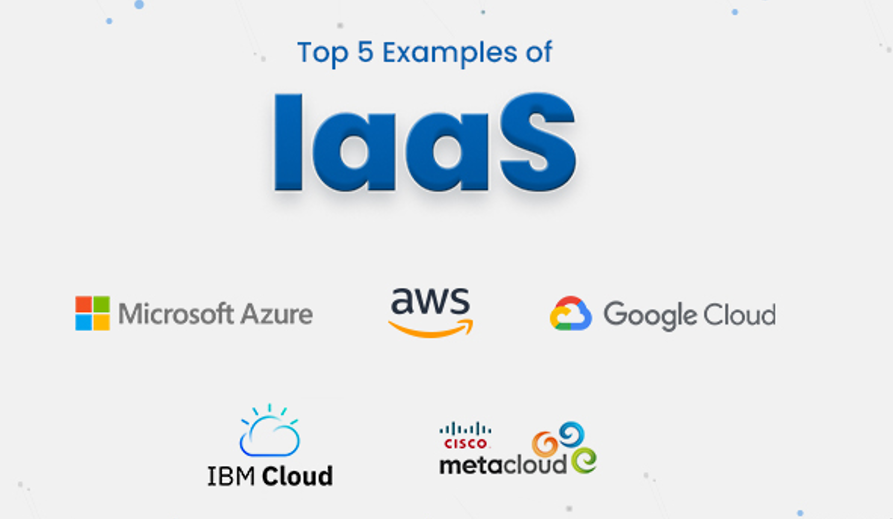 Top 5 Examples of
IaaS
Microsoft Azure
aws
Google Cloud
IBM Cloud
CISCO
metacloud